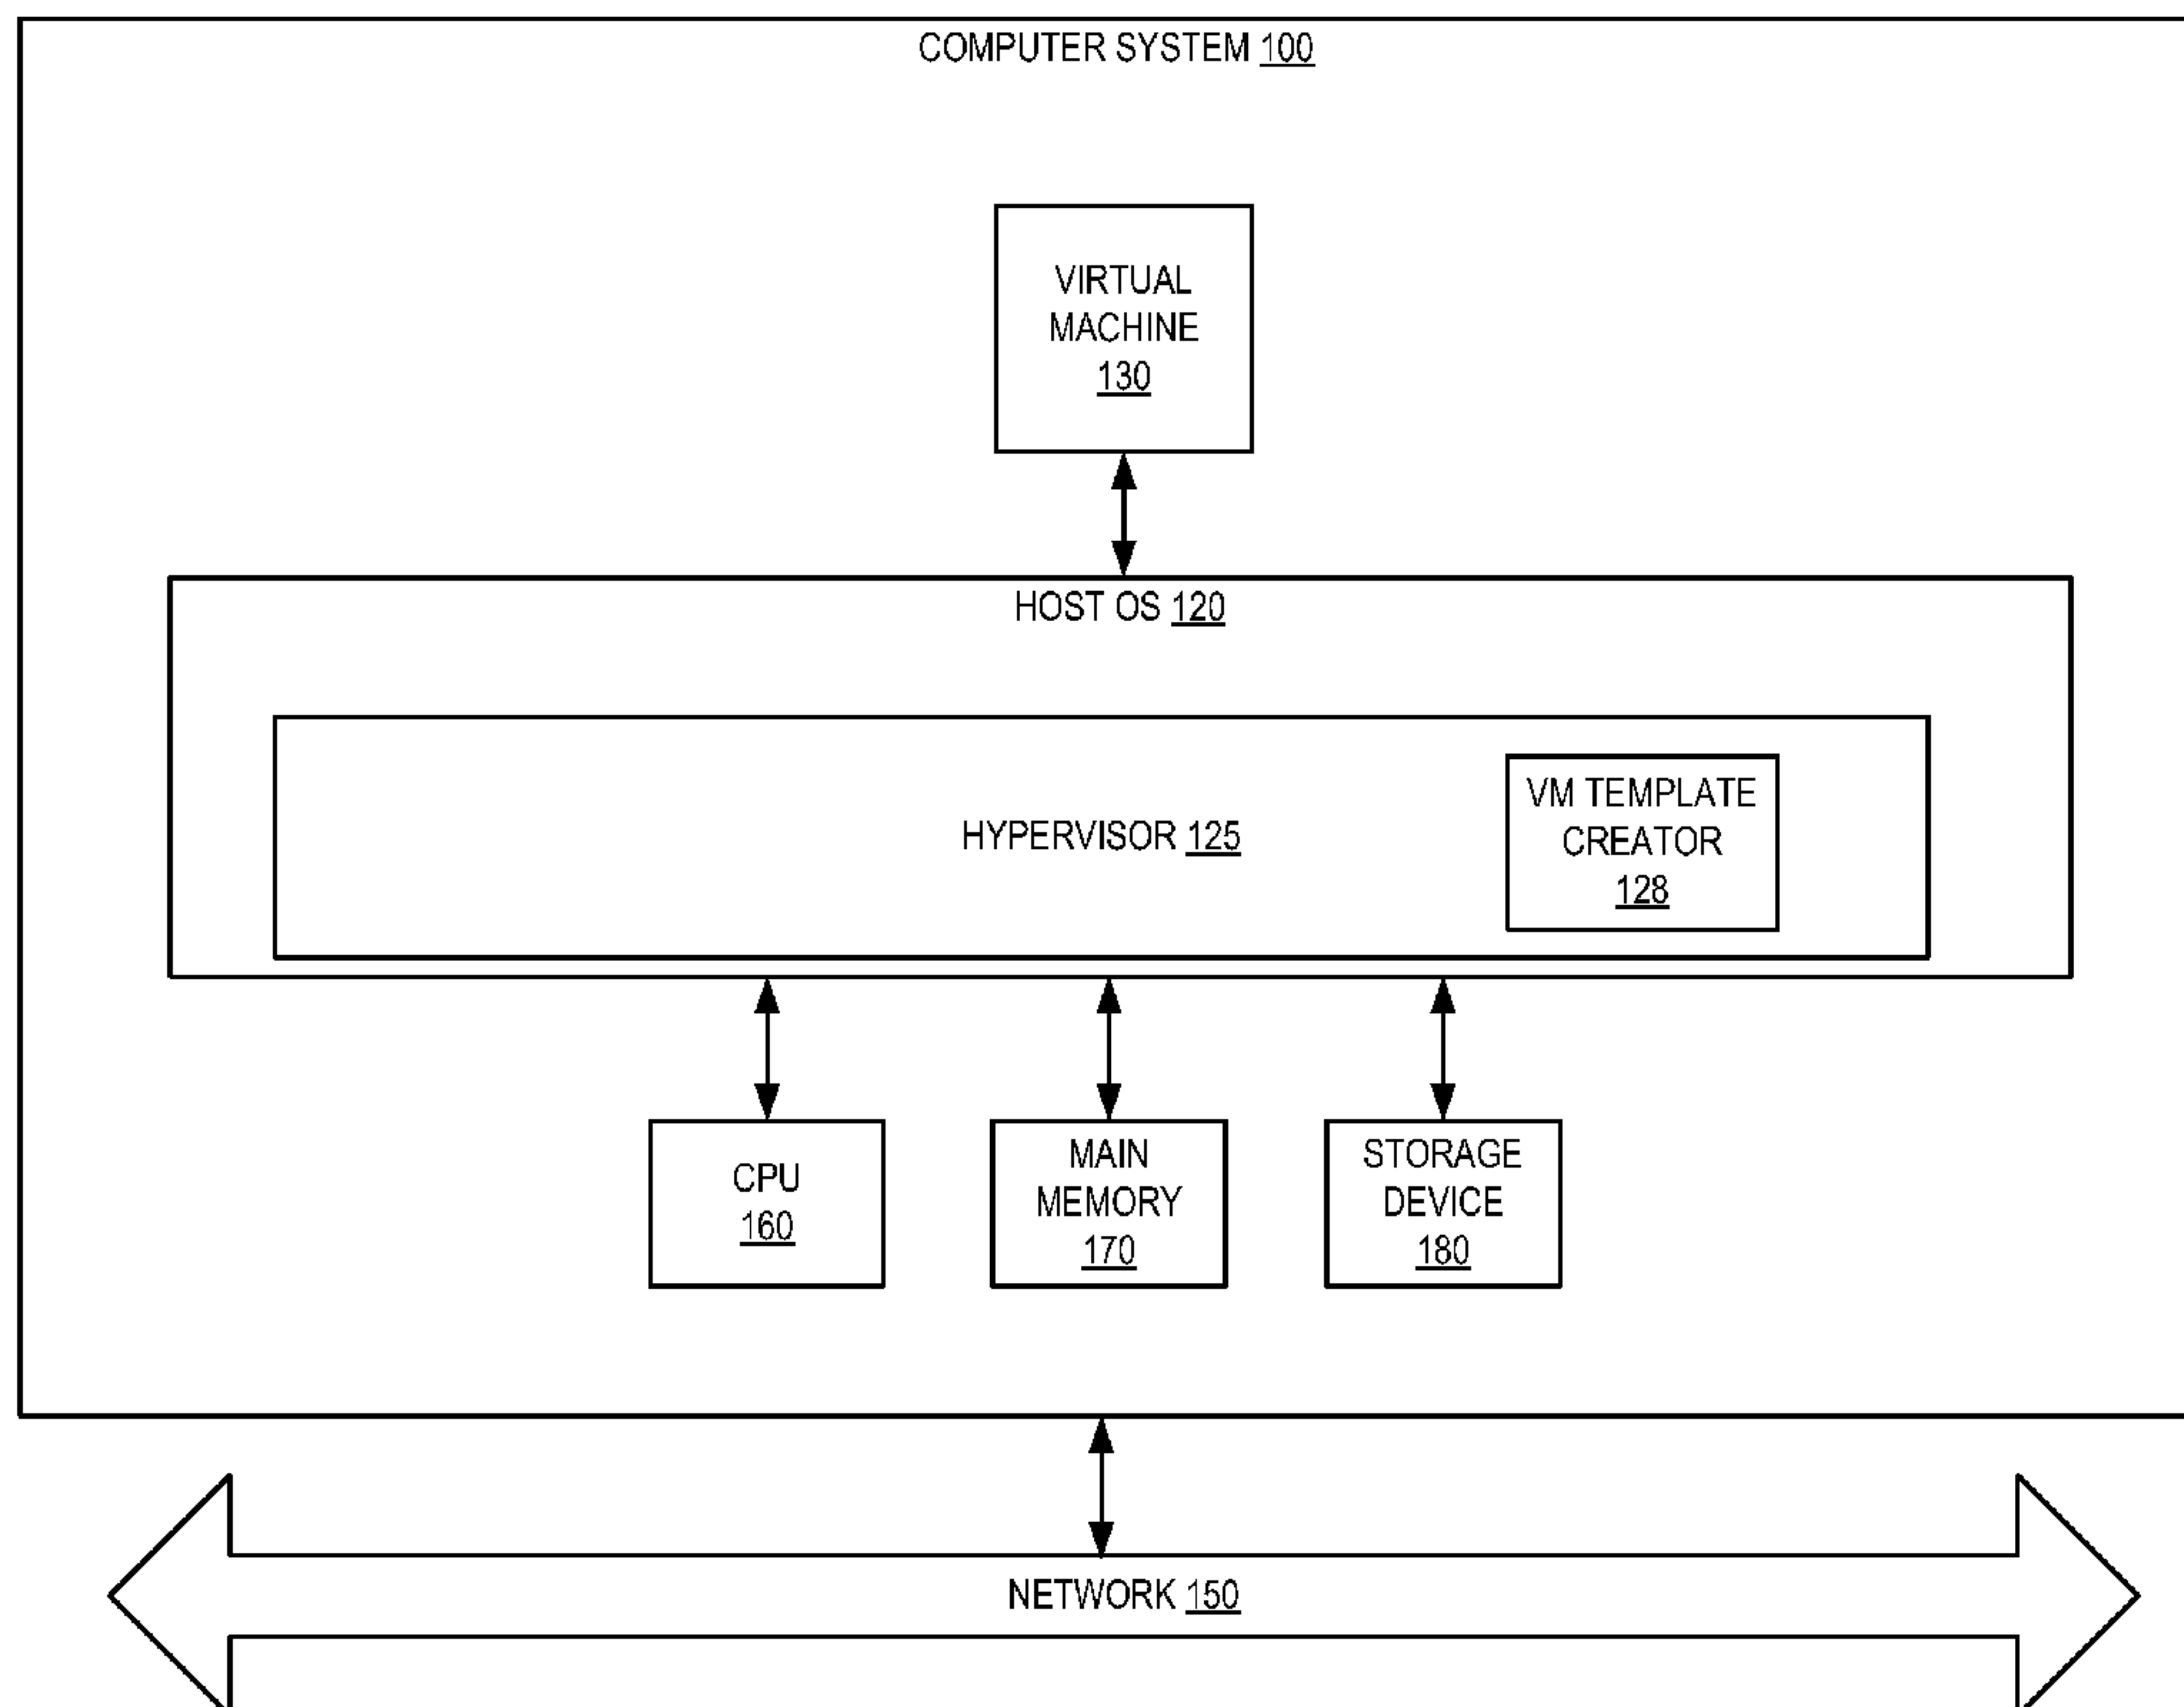 COMPUTER SYSTEM 100
VIRTUAL
MACHINE
130
HOST OS 120
HYPERVISOR 125
VM TEMPLATE
CREATOR
128
CPU
160
MAIN
MEMORY
170
STORAGE
DEVICE
180
NETWORK 150